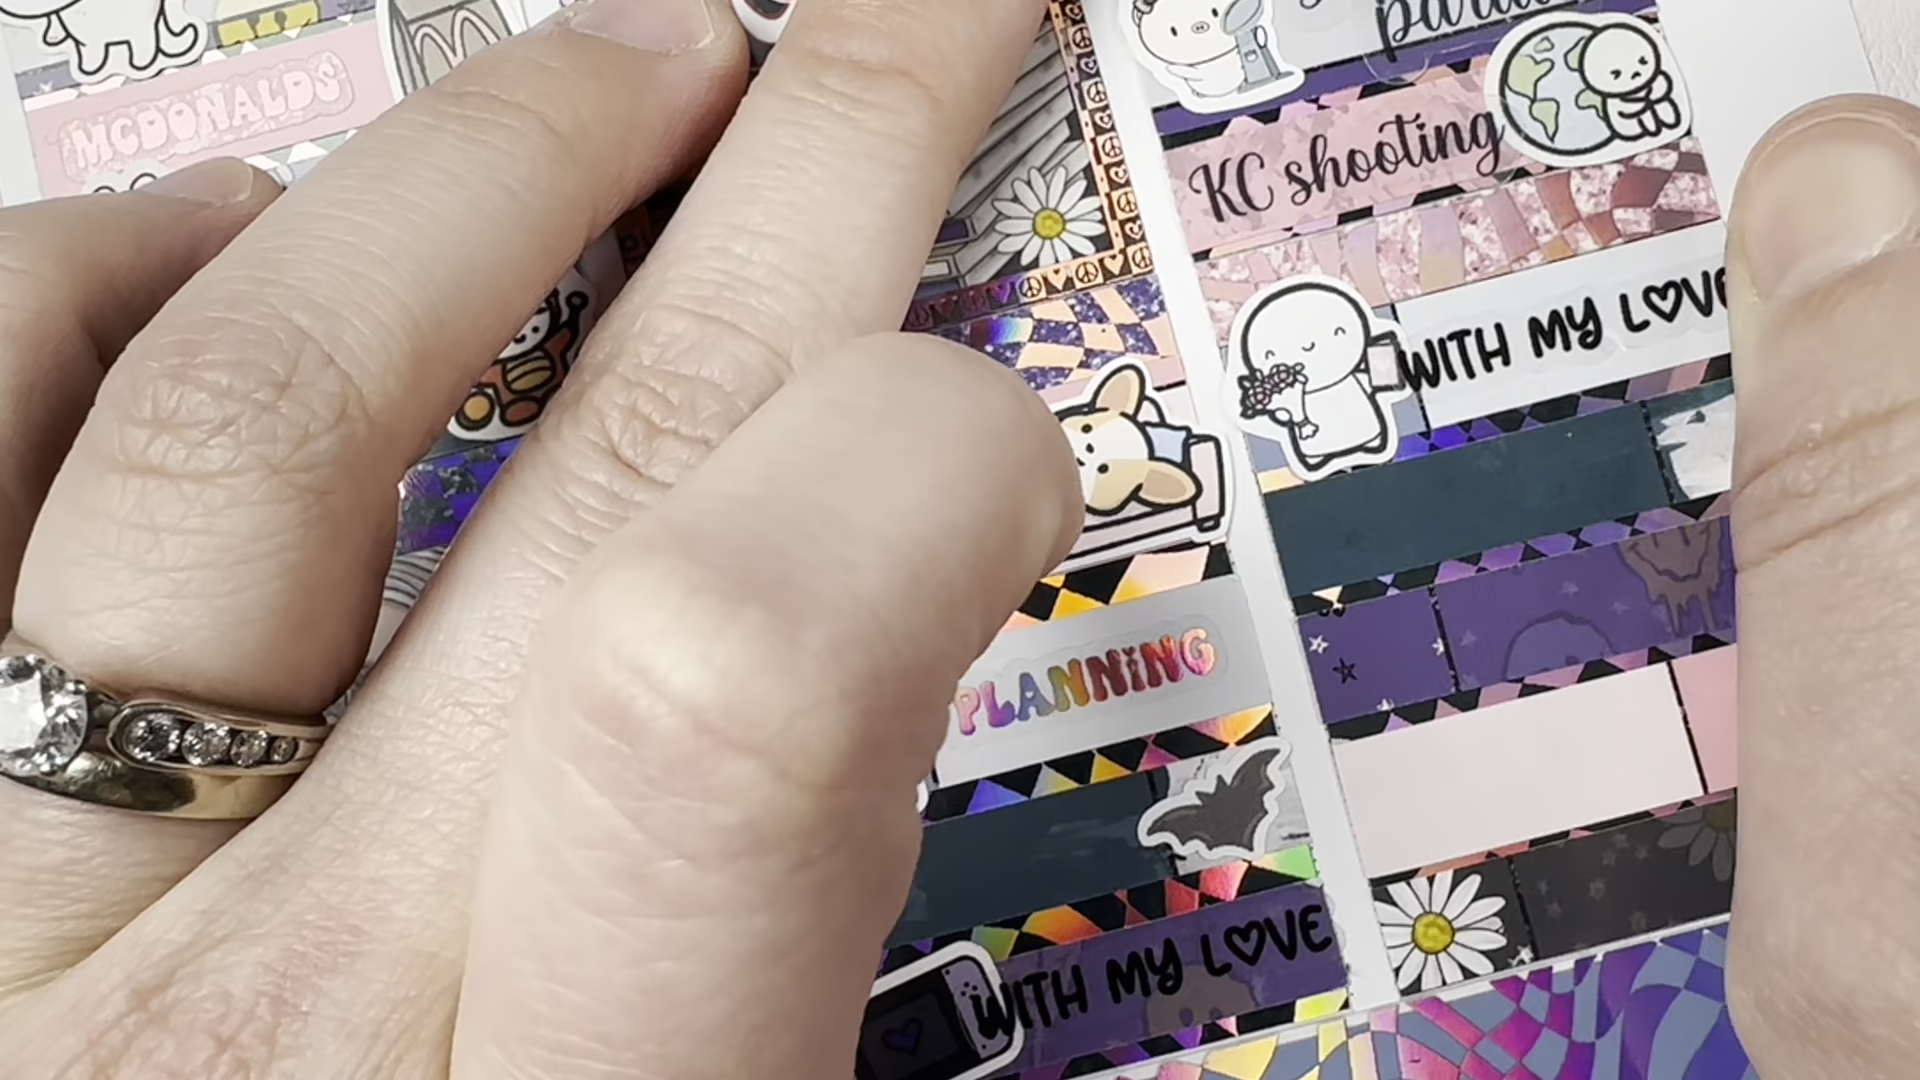 MCDONALDS
KC shooting
WITH MY LOVE
PLANNING
WITH MY LOVE